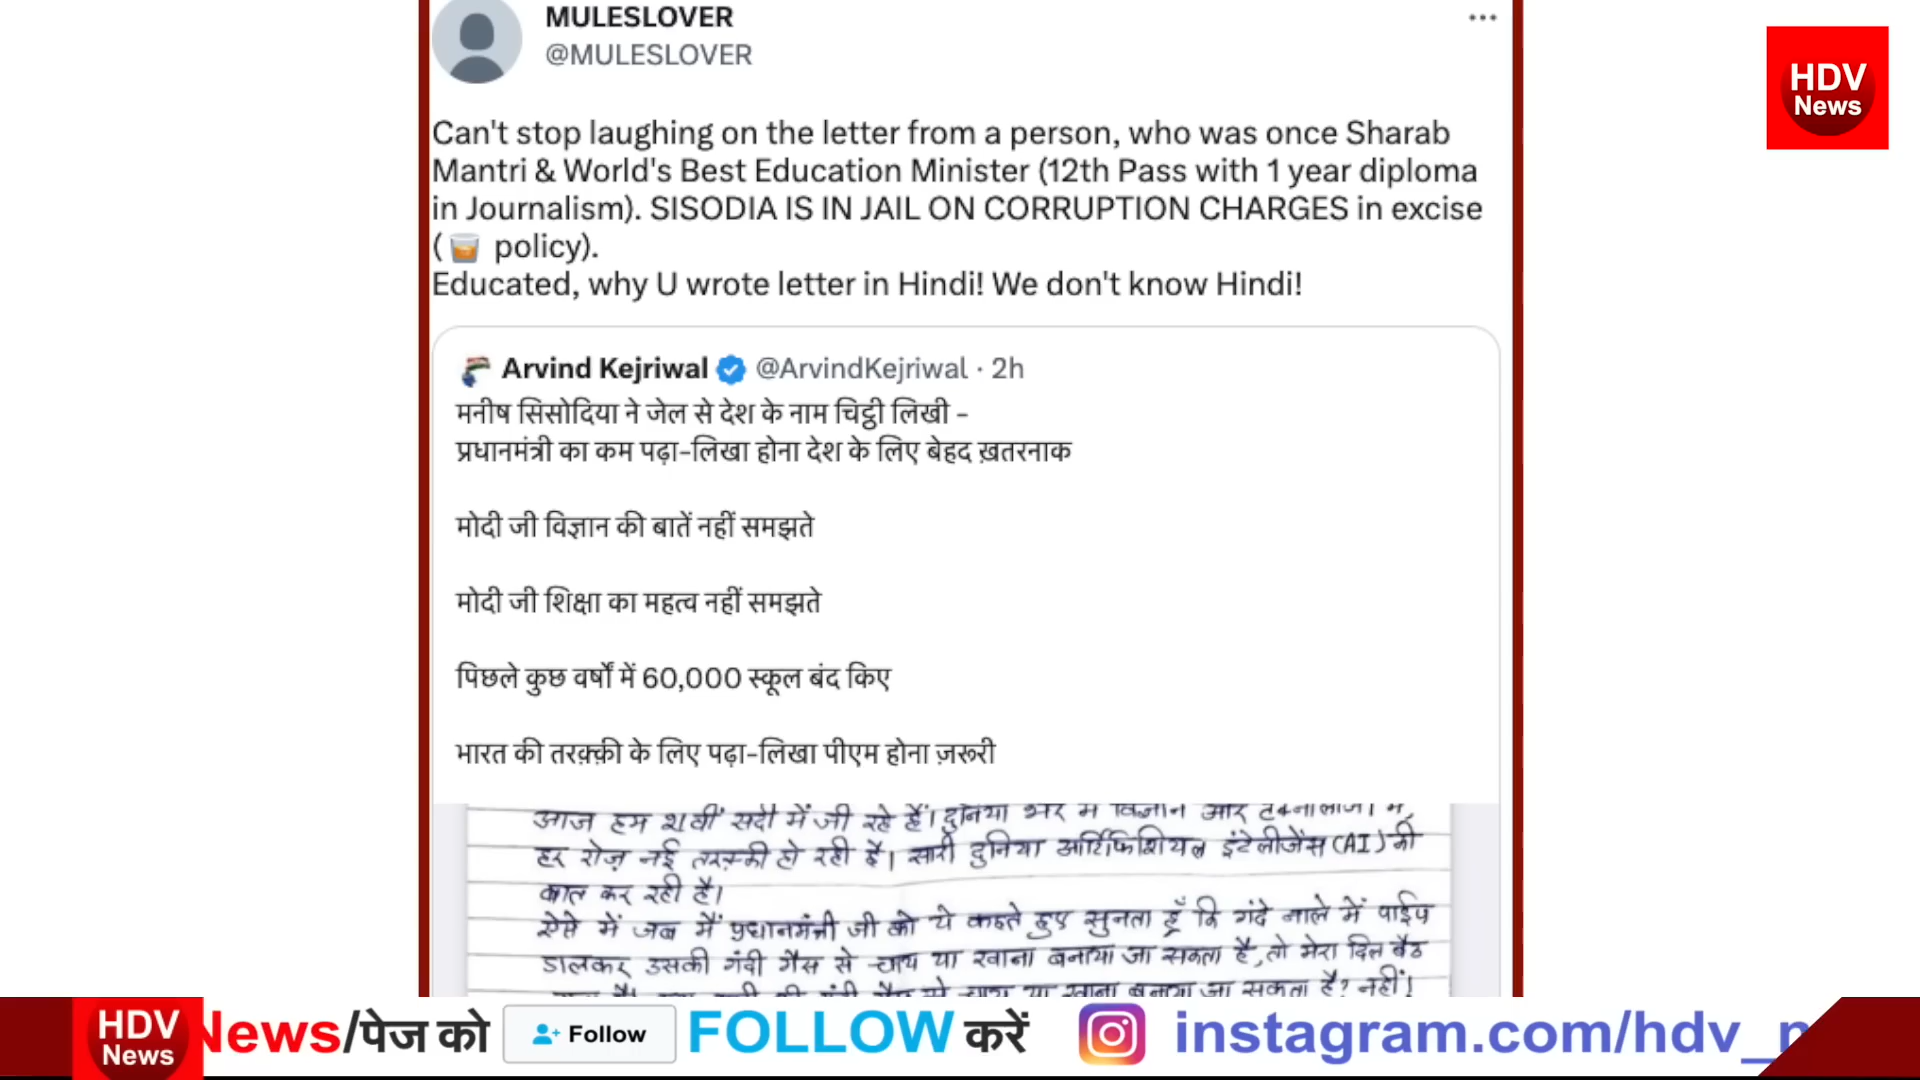 MULESLOVER
@MULESLOVER
HDV
News
Can't stop laughing on the letter from a person, who was once Sharab
Mantri & World's Best Education Minister (12th Pass with 1 year diploma
in Journalism). SISODIA IS IN JAIL ON CORRUPTION CHARGES in excise
(🥃 policy).
Educated, why U wrote letter in Hindi! We don't know Hindi!
Arvind Kejriwal @ArvindKejriwal · 2h
मनीष सिसोदिया ने जेल से देश के नाम चिट्ठी लिखी -
प्रधानमंत्री का कम पढ़ा-लिखा होना देश के लिए बेहद ख़तरनाक
मोदी जी विज्ञान की बातें नहीं समझते
मोदी जी शिक्षा का महत्व नहीं समझते
पिछले कुछ वर्षों में 60,000 स्कूल बंद किए
भारत की तरक़्क़ी के लिए पढ़ा-लिखा पीएम होना ज़रूरी
आज हम 21वीं सदी में जी रहे हैं। दुनिया भर में विज्ञान और टेक्नोलॉजी में
हर रोज़ नई तरक्की हो रही है। सारी दुनिया आर्टिफिशियल इंटेलीजेंस (AI) की
बात कर रही है।
ऐसे में जब मैं प्रधानमंत्री जी को ये कहते हुए सुनता हूँ कि गंदे नाले में पाईप
डालकर उसकी गंदी गैस से चाय या खाना बनाया जा सकता है, तो मेरा दिल बैठ
गैस से चाय या खाना बनाया जा सकता है? नहीं!
HDV
News
News/पेज को Follow FOLLOW करें instagram.com/hdv_n